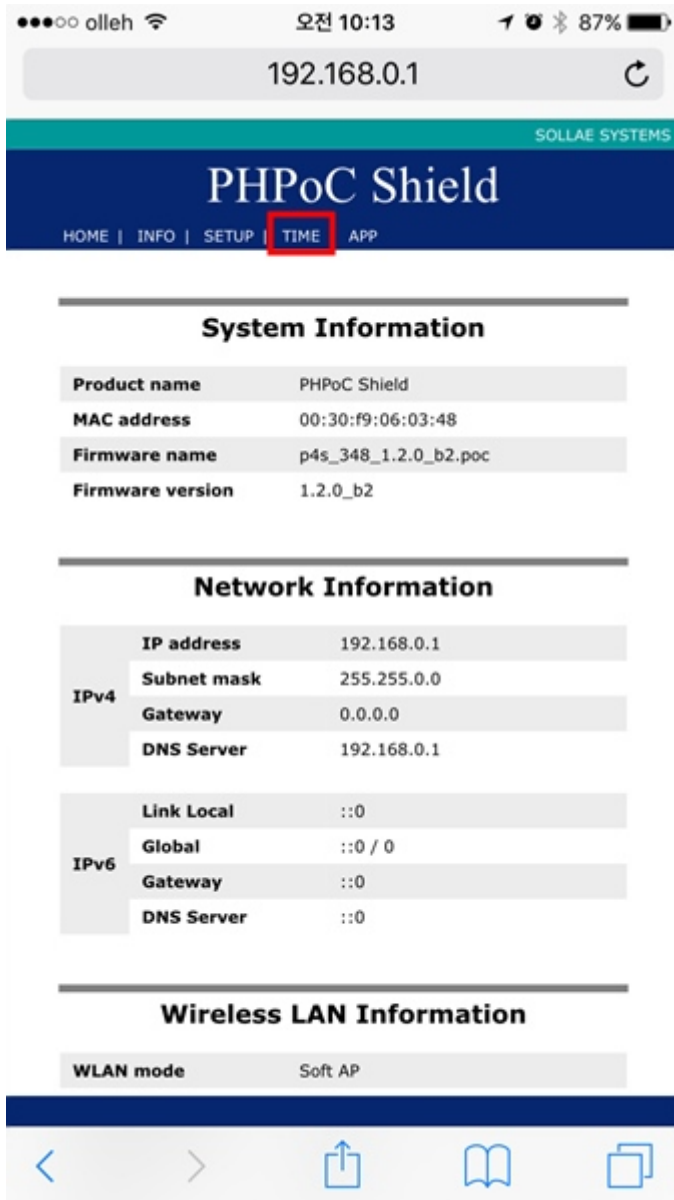 olleh 오전 10:13 87%
192.168.0.1
SOLLAE SYSTEMS
PHPoC Shield
HOME | INFO | SETUP | TIME APP
System Information
Product name PHPoC Shield
MAC address 00:30:f9:06:03:48
Firmware name p4s_348_1.2.0_b2.poc
Firmware version 1.2.0_b2
Network Information
IPv4
IP address 192.168.0.1
Subnet mask 255.255.0.0
Gateway 0.0.0.0
DNS Server 192.168.0.1
IPv6
Link Local ::0
Global ::0 / 0
Gateway ::0
DNS Server ::0
Wireless LAN Information
WLAN mode Soft AP